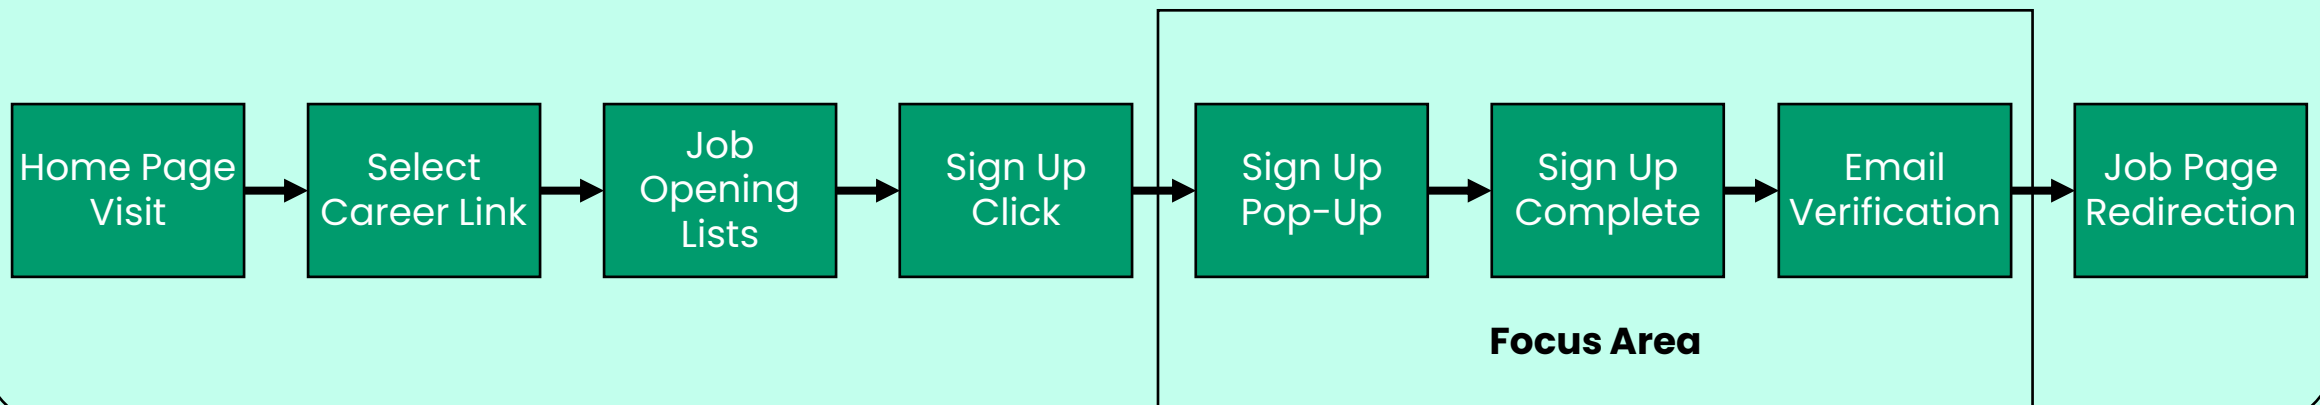 Home Page
Visit
Select
Career Link
Job
Opening
Lists
Sign Up
Click
Sign Up
Pop-Up
Sign Up
Complete
Email
Verification
Job Page
Redirection
Focus Area